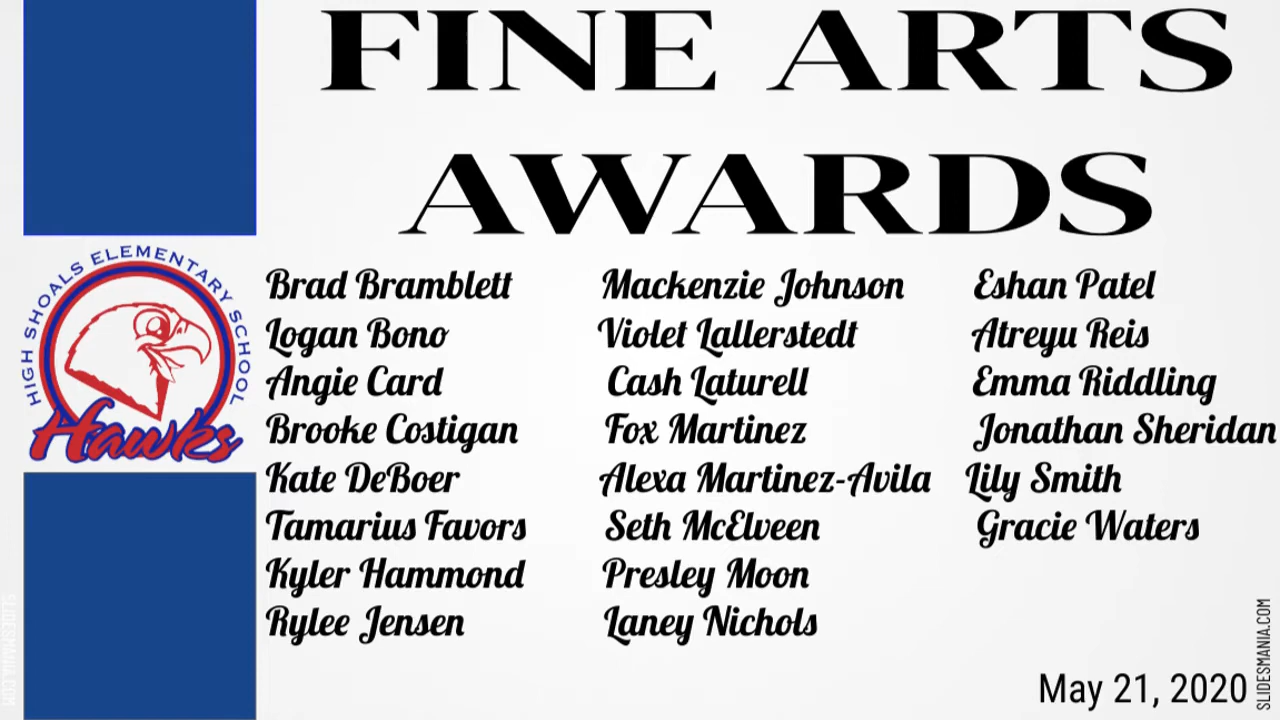 FINE ARTS
AWARDS
HIGH SHOALS ELEMENTARY SCHOOL
Hawks
Brad Bramblett
Logan Bono
Angie Card
Brooke Costigan
Kate DeBoer
Tamarius Favors
Kyler Hammond
Rylee Jensen
Mackenzie Johnson
Violet Lallerstedt
Cash Laturell
Fox Martinez
Alexa Martinez-Avila
Seth McElveen
Presley Moon
Laney Nichols
Eshan Patel
Atreyu Reis
Emma Riddling
Jonathan Sheridan
Lily Smith
Gracie Waters
May 21, 2020
SLIDESMANIA.COM
SLIDESMANIA.COM